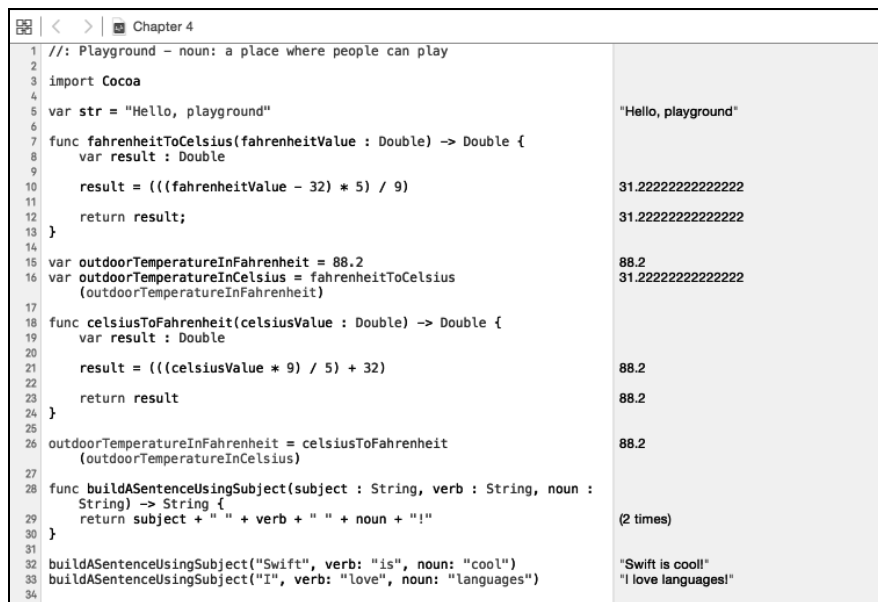 Chapter 4
1 //: Playground – noun: a place where people can play
2
3 import Cocoa
4
5 var str = "Hello, playground" "Hello, playground"
6
7 func fahrenheitToCelsius(fahrenheitValue : Double) -> Double {
8 var result : Double
9
10 result = (((fahrenheitValue - 32) * 5) / 9) 31.22222222222222
11
12 return result; 31.22222222222222
13 }
14
15 var outdoorTemperatureInFahrenheit = 88.2 88.2
16 var outdoorTemperatureInCelsius = fahrenheitToCelsius 31.22222222222222
(outdoorTemperatureInFahrenheit)
17
18 func celsiusToFahrenheit(celsiusValue : Double) -> Double {
19 var result : Double
20
21 result = (((celsiusValue * 9) / 5) + 32) 88.2
22
23 return result 88.2
24 }
25
26 outdoorTemperatureInFahrenheit = celsiusToFahrenheit 88.2
(outdoorTemperatureInCelsius)
27
28 func buildASentenceUsingSubject(subject : String, verb : String, noun :
String) -> String {
29 return subject + " " + verb + " " + noun + "!" (2 times)
30 }
31
32 buildASentenceUsingSubject("Swift", verb: "is", noun: "cool") "Swift is cool!"
33 buildASentenceUsingSubject("I", verb: "love", noun: "languages") "I love languages!"
34